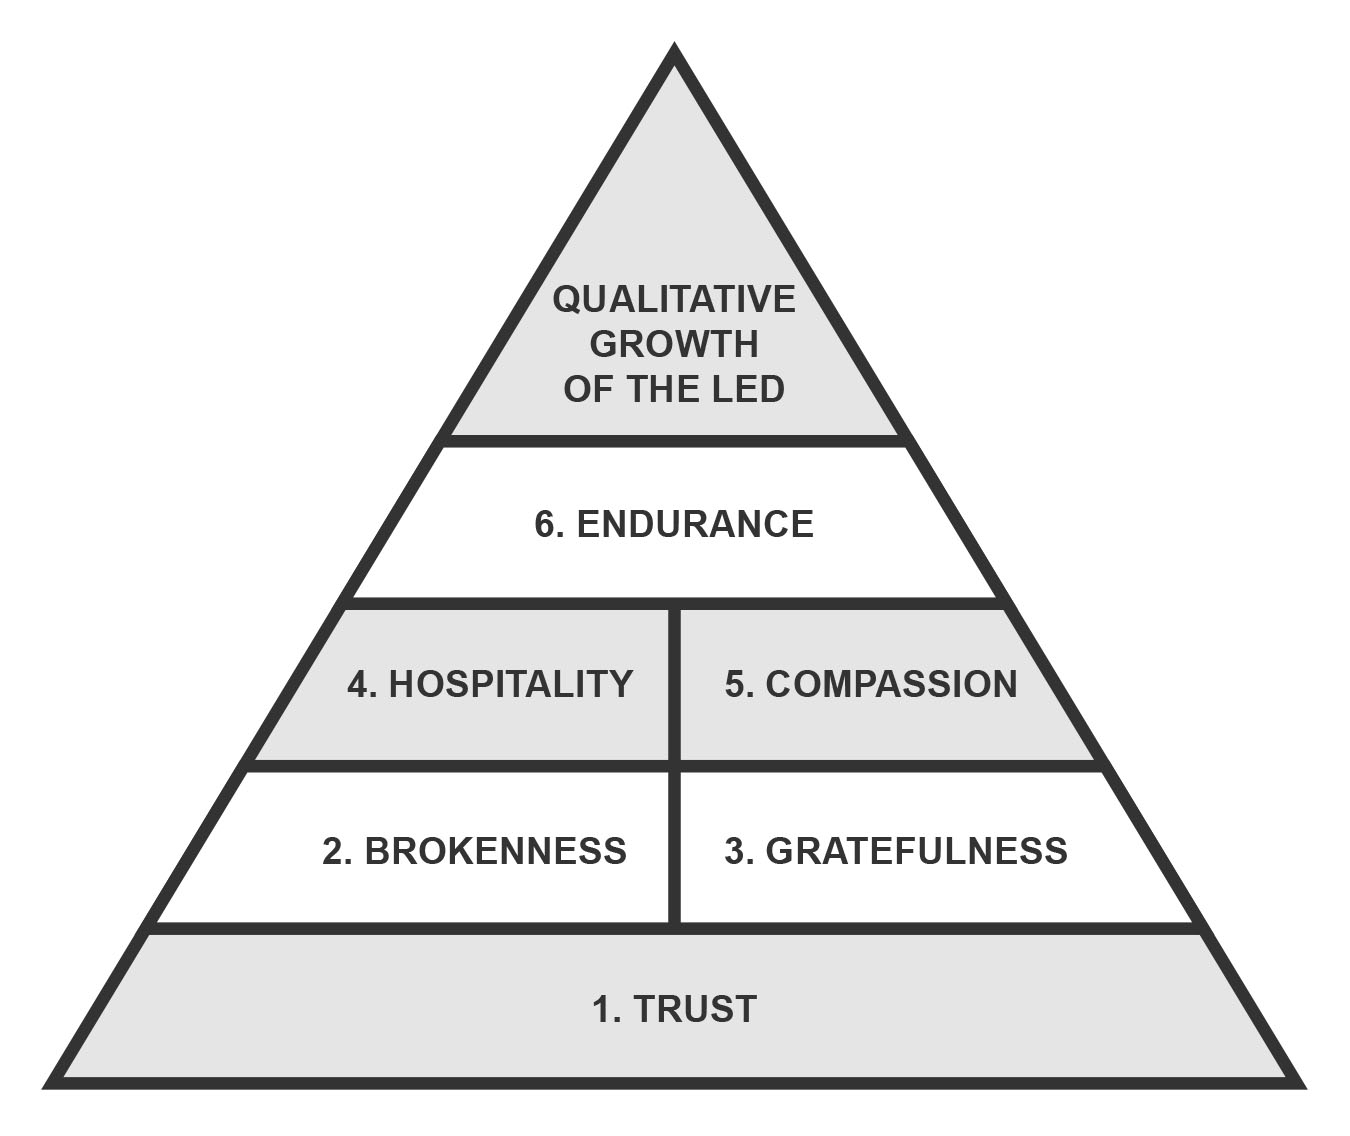 QUALITATIVE
GROWTH
OF THE LED
6. ENDURANCE
4. HOSPITALITY
5. COMPASSION
2. BROKENNESS
3. GRATEFULNESS
1. TRUST